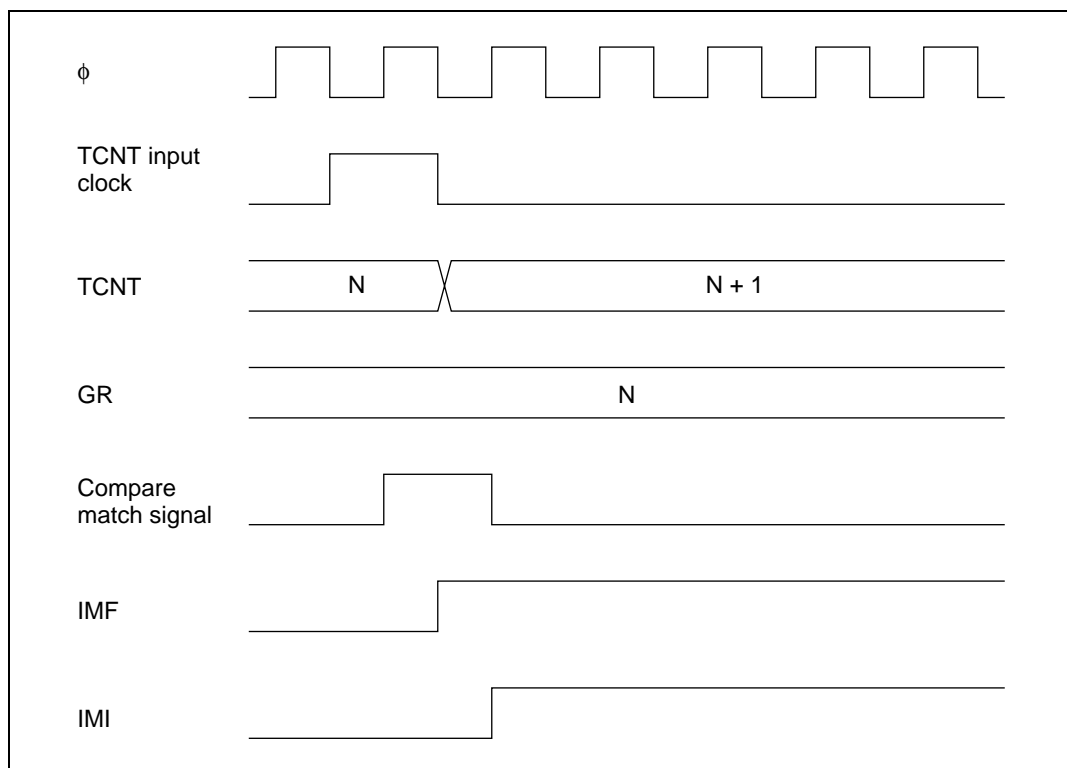 ϕ
TCNT input
clock
TCNT
N
N + 1
GR
N
Compare
match signal
IMF
IMI